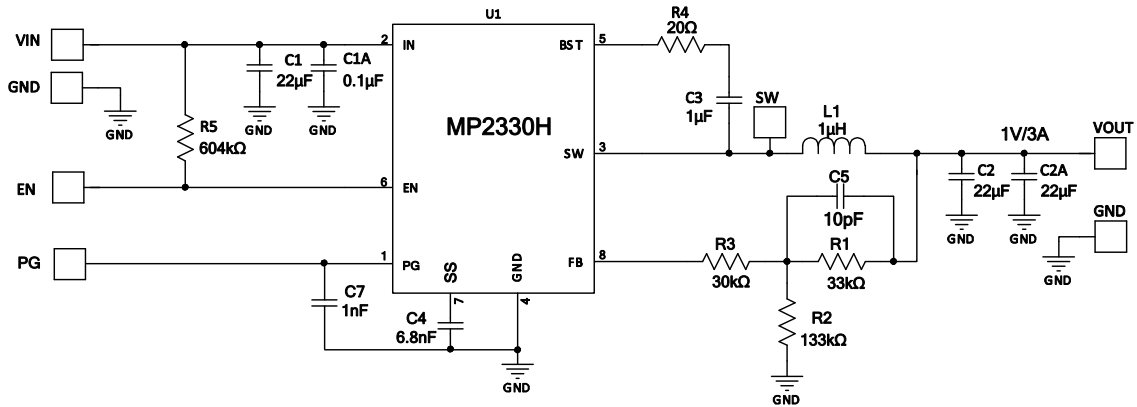 U1
R4
20Ω
VIN
2
IN
BST
5
C1
22µF
C1A
0.1µF
GND
GND
GND
GND
C3
1µF
SW
L1
1µH
R5
604kΩ
MP2330H
SW
3
1V/3A
VOUT
C2
22µF
C2A
22µF
EN
6
EN
C5
10pF
GND
GND
GND
GND
PG
1
PG
SS
GND
FB
8
R3
30kΩ
R1
33kΩ
7
4
C7
1nF
C4
6.8nF
R2
133kΩ
GND
GND